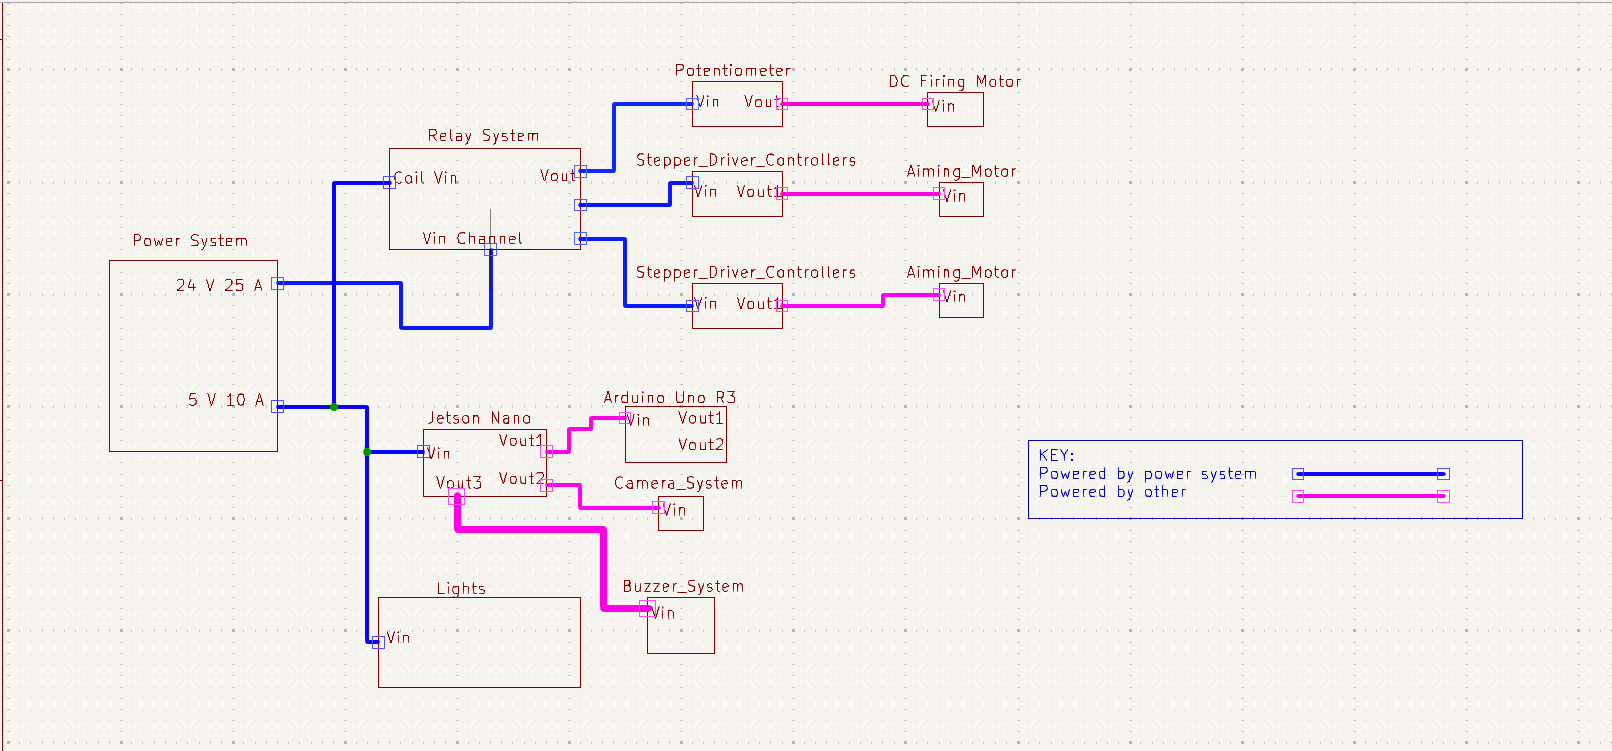 Potentiometer
Vin Vout
DC Firing Motor
Vin
Relay System
Coil Vin
Vout
Vin Channel
Stepper_Driver_Controllers
Vin Vout1
Aiming_Motor
Vin
Power System
24 V 25 A
5 V 10 A
Stepper_Driver_Controllers
Vin Vout1
Aiming_Motor
Vin
Jetson Nano
Vout1
Vin
Vout2
Vout3
Arduino Uno R3
Vin Vout1
Vout2
Camera_System
Vin
KEY:
Powered by power system
Powered by other
Lights
Vin
Buzzer_System
Vin